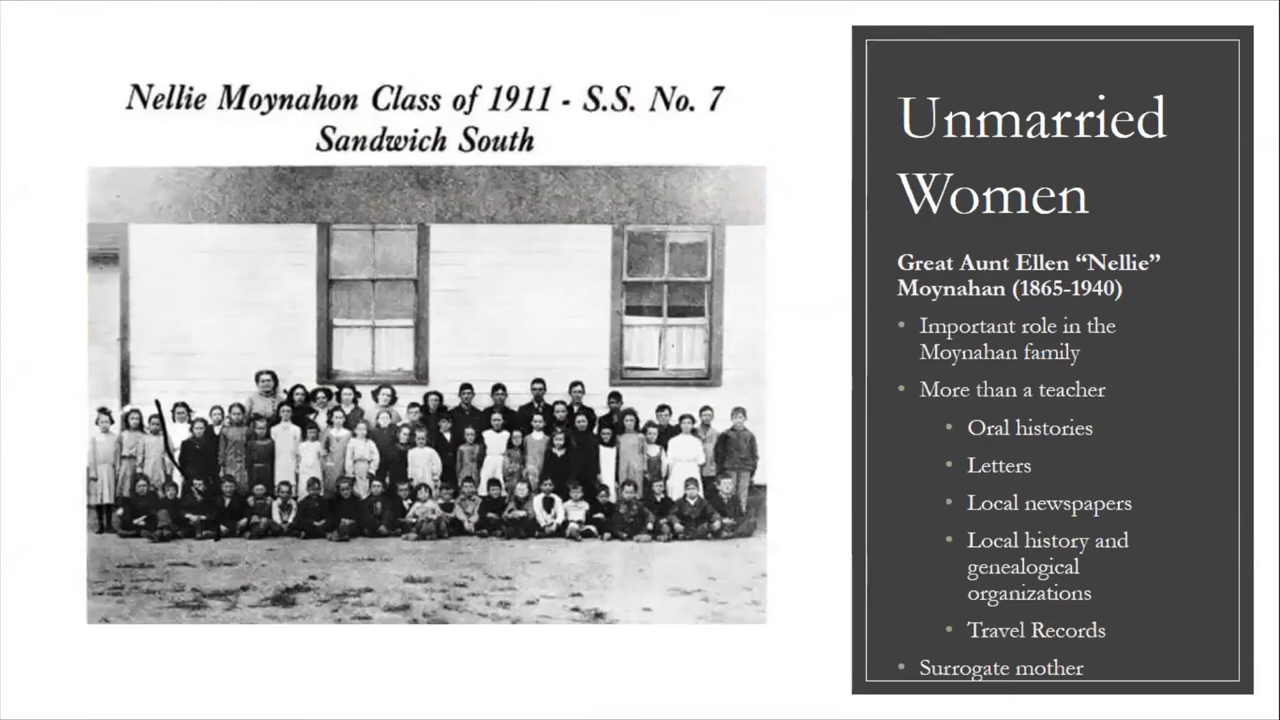 Nellie Moynahon Class of 1911 - S.S. No. 7
Sandwich South
Unmarried
Women
Great Aunt Ellen “Nellie”
Moynahan (1865-1940)
• Important role in the
Moynahan family
• More than a teacher
• Oral histories
• Letters
• Local newspapers
• Local history and
genealogical
organizations
• Travel Records
• Surrogate mother